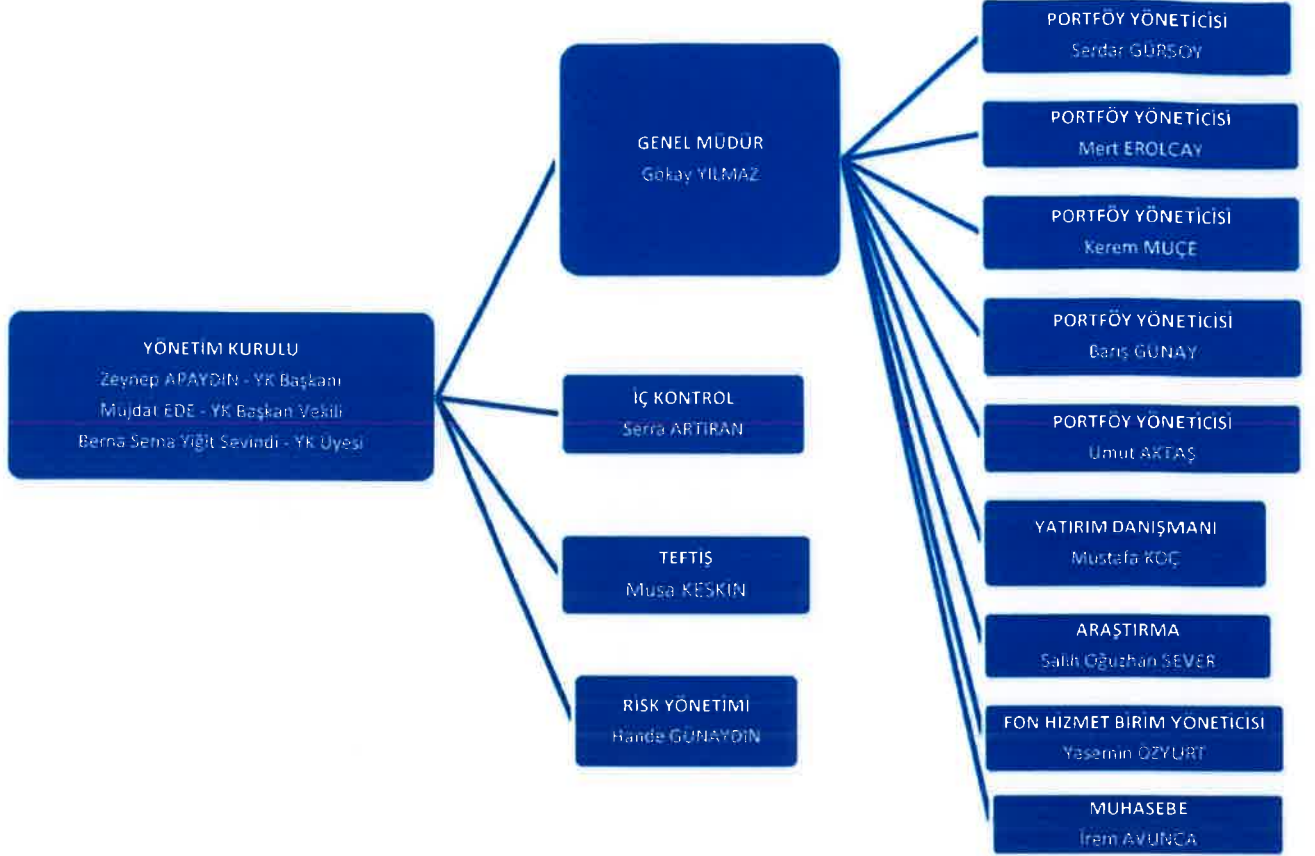 YÖNETİM KURULU
Zeynep APAYDIN - YK Başkanı
Müjdat EDE - YK Başkan Vekili
Berna Sema Yiğit Sevindi - YK Üyesi
GENEL MÜDÜR
Gökay YILMAZ
İÇ KONTROL
Serra ARTIRAN
TEFTİŞ
Musa KESKİN
RİSK YÖNETİMİ
Hande GÜNAYDIN
PORTFÖY YÖNETİCİSİ
Serdar GÜRSOY
PORTFÖY YÖNETİCİSİ
Mert EROLÇAY
PORTFÖY YÖNETİCİSİ
Kerem MUÇE
PORTFÖY YÖNETİCİSİ
Barış GÜNAY
PORTFÖY YÖNETİCİSİ
Umut AKTAŞ
YATIRIM DANIŞMANI
Mustafa KOÇ
ARAŞTIRMA
Salih Oğuzhan SEVER
FON HİZMET BİRİM YÖNETİCİSİ
Yasemin ÖZYURT
MUHASEBE
İrem AVUNCA